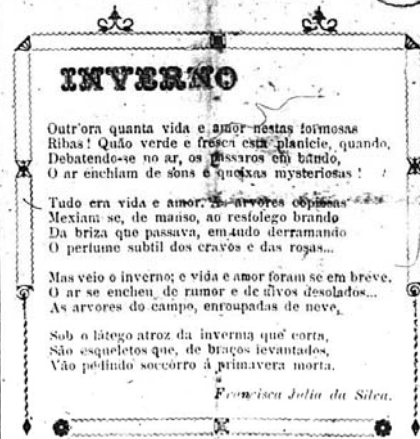 INVERNO
Outr'ora quanta vida e amor nestas formosas
Ribas! Quão verde e fresca esta planicie, quando,
Debatendo-se no ar, os passaros em bando,
O ar enchiam de sons e queixas mysteriosas!
Tudo era vida e amor. As arvores copiosas
Mexiam se, de manso, ao resfolego brando
Da briza que passava, em tudo derramando
O perfume subtil dos cravos e das rosas...
Mas veio o inverno; e vida e amor foram se em breve.
O ar se encheu de rumor e de uivos desolados...
As arvores do campo, enroupadas de neve,
Sob o látego atroz da invernia que corta,
São esqueletos que, de braços levantados,
Vão pedindo soccorro á primavera morta.
Francisca Julia da Silva.